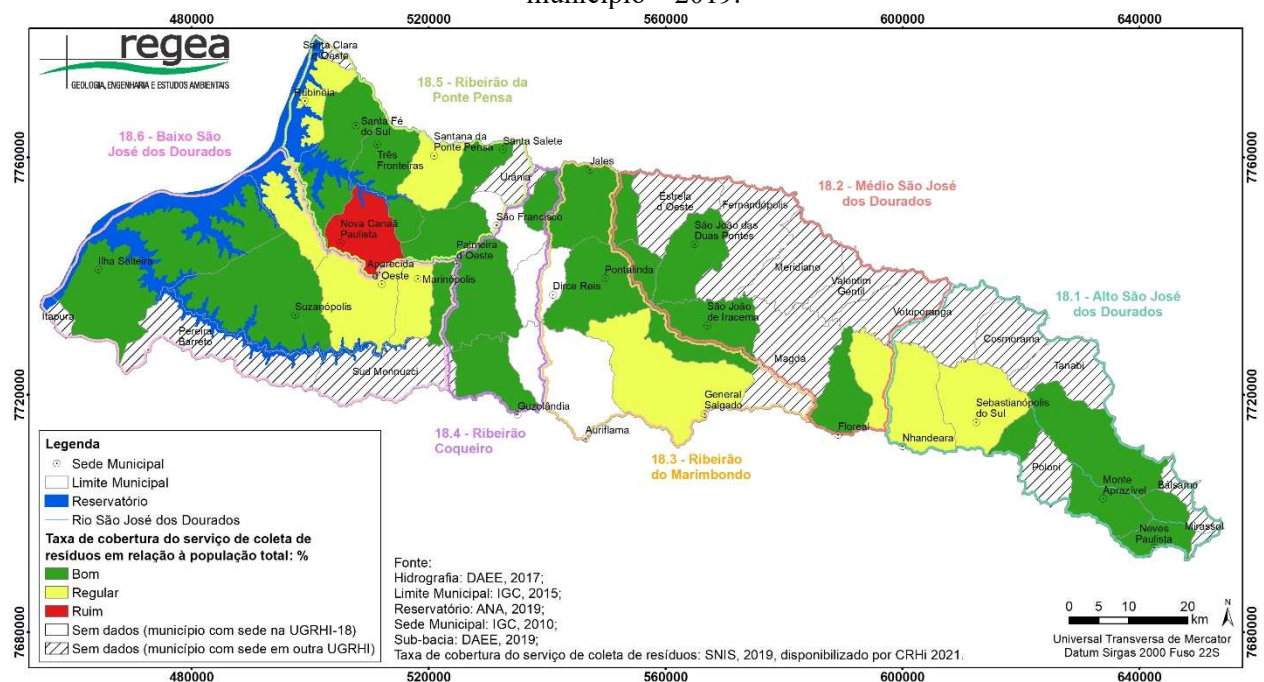 município – 2019.
480000
520000
560000
600000
640000
regea
GEOLOGIA, ENGENHARIA E ESTUDOS AMBIENTAIS
Santa Clara
d'Oeste
Rubinéia
18.5 - Ribeirão da
Ponte Pensa
18.6 - Baixo São
José dos Dourados
Santa Fé
do Sul
Três
Fronteiras
Santana da
Ponte Pensa
Santa Salete
Urânia
Jales
7760000
7760000
18.2 - Médio São José
dos Dourados
Estrela
d'Oeste
Fernandópolis
São João das
Duas Pontes
Nova Canaã
Paulista
São Francisco
Palmeira
d'Oeste
Aparecida
d'Oeste
Marinópolis
Ilha Solteira
Suzanápolis
Itapura
Pereira
Barreto
Sud Mennucci
Dirce Reis
Pontalinda
São João
de Iracema
Meridiano
Valentim
Gentil
Votuporanga
18.1 - Alto São José
dos Dourados
Cosmorama
Tanabi
Magda
7720000
7720000
General
Salgado
Guzolândia
Auriflama
Floreal
Nhandeara
Sebastianópolis
do Sul
Poloni
Monte
Aprazível
Bálsamo
Mirassol
Neves
Paulista
18.4 - Ribeirão
Coqueiro
18.3 - Ribeirão
do Marimbondo
Legenda
Sede Municipal
Limite Municipal
Reservatório
Rio São José dos Dourados
Taxa de cobertura do serviço de coleta de
resíduos em relação à população total: %
Bom
Regular
Ruim
Sem dados (município com sede na UGRHI-18)
Sem dados (município com sede em outra UGRHI)
Fonte:
Hidrografia: DAEE, 2017;
Limite Municipal: IGC, 2015;
Reservatório: ANA, 2019;
Sede Municipal: IGC, 2010;
Sub-bacia: DAEE, 2019;
Taxa de cobertura do serviço de coleta de resíduos: SNIS, 2019, disponibilizado por CRHi 2021.
0 5 10 20
km
N
Universal Transversa de Mercator
Datum Sirgas 2000 Fuso 22S
7680000
7680000
480000
520000
560000
600000
640000